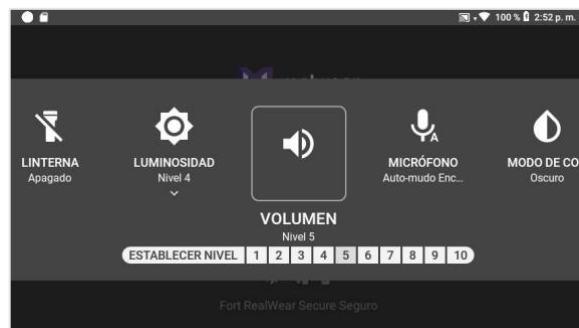 100 % 2:52 p. m.
LINTERNA
Apagado
LUMINOSIDAD
Nivel 4
VOLUMEN
Nivel 5
MICRÓFONO
Auto-mudo Enc...
MODO DE CO
Oscuro
ESTABLECER NIVEL 1 2 3 4 5 6 7 8 9 10
Fort RealWear Secure Seguro